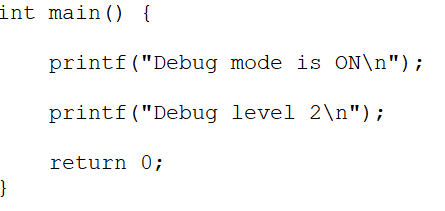 int main() {
    printf("Debug mode is ON\n");
    printf("Debug level 2\n");
    return 0;
}